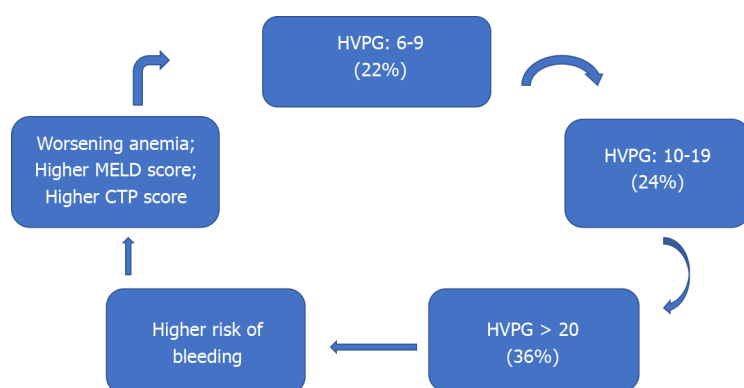 HVPG: 6-9
(22%)
HVPG: 10-19
(24%)
HVPG > 20
(36%)
Higher risk of
bleeding
Worsening anemia;
Higher MELD score;
Higher CTP score